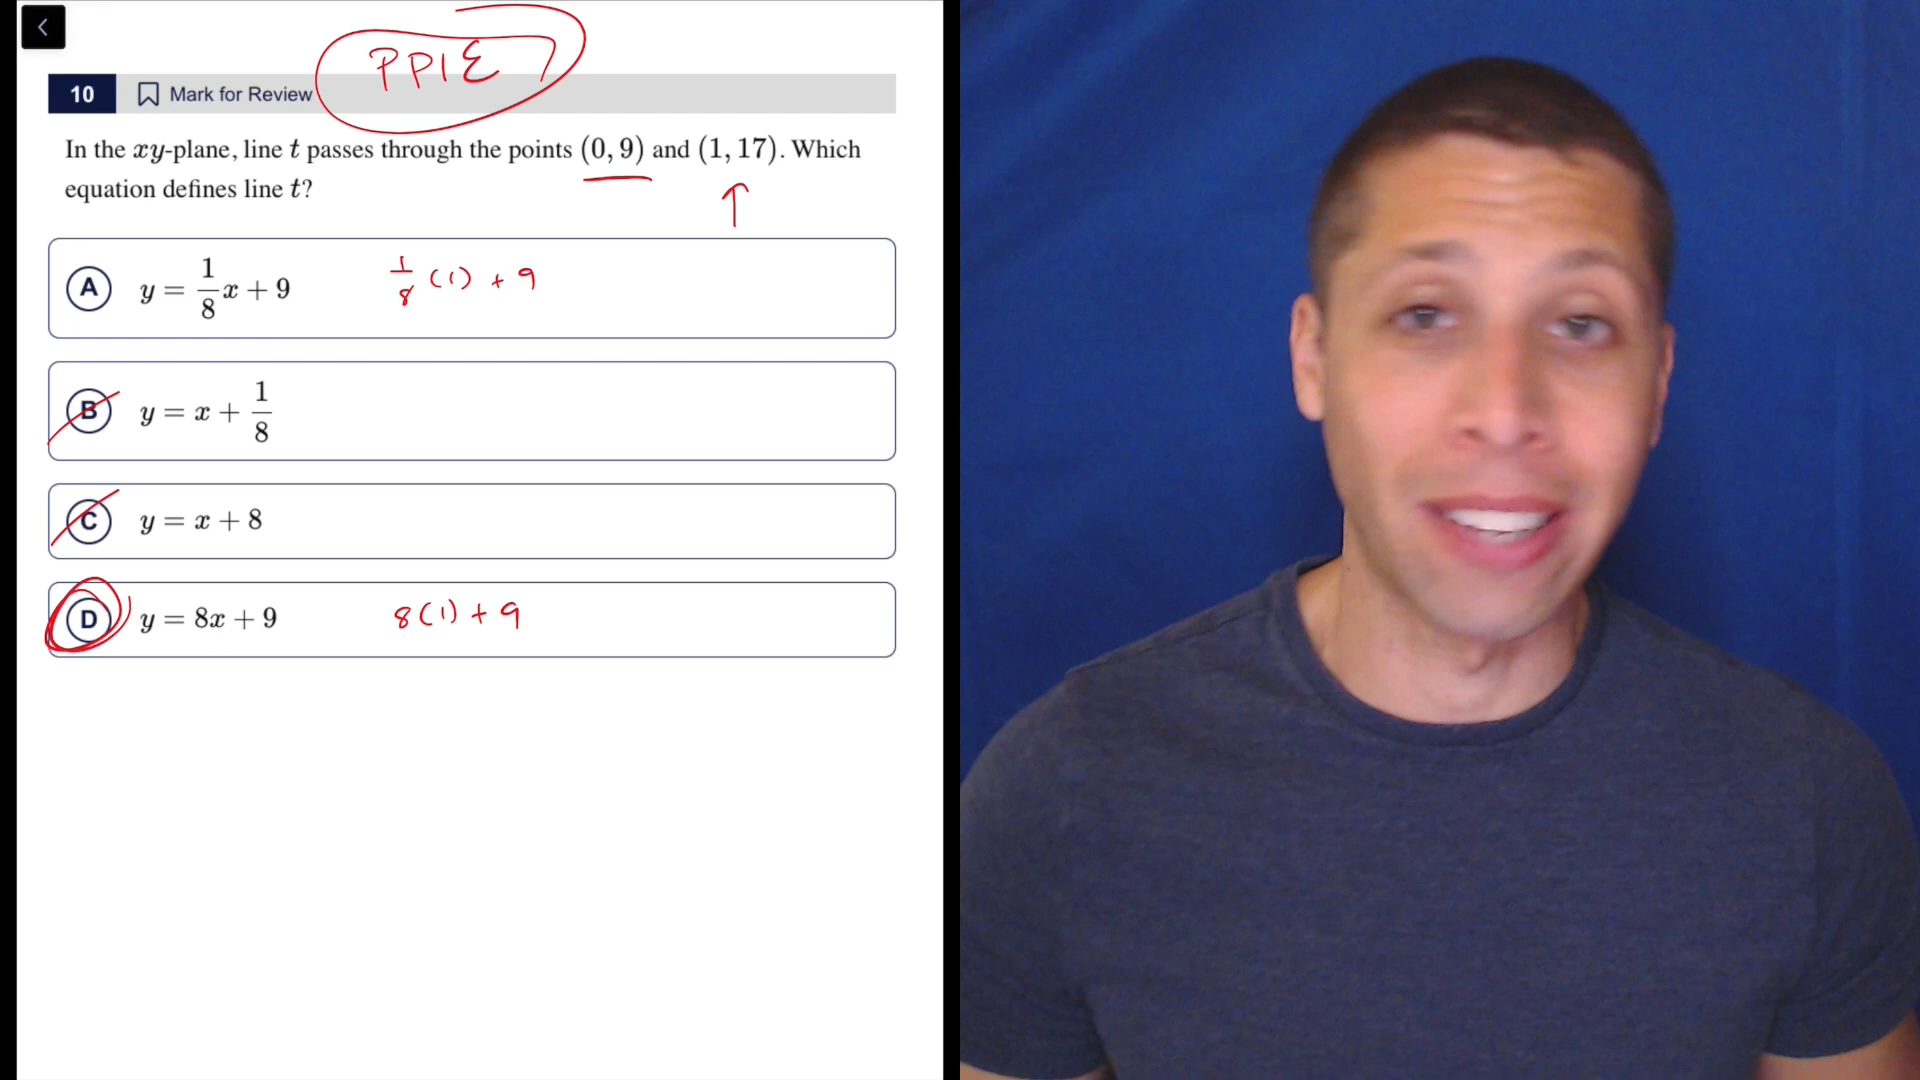 PPIE
10 Mark for Review
In the xy-plane, line t passes through the points (0, 9) and (1, 17). Which
equation defines line t?
A y = 1/8 x + 9 1/8 (1) + 9
B y = x + 1/8
C y = x + 8
D y = 8x + 9 8(1) + 9